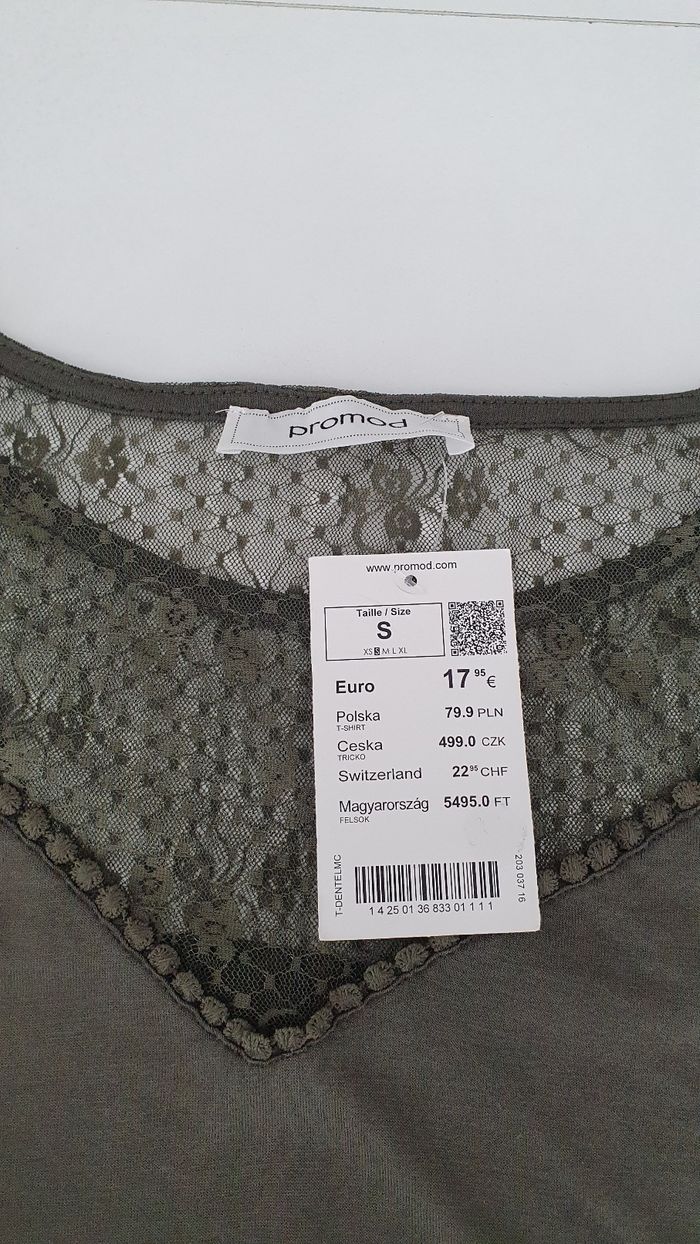 promod
www.promod.com
Taille / Size
S
XS S M L XL
Euro 17 95 €
Polska 79.9 PLN
T-SHIRT
Ceska 499.0 CZK
TRICKO
Switzerland 22 95 CHF
Magyarország 5495.0 FT
FELSOK
T-DENTELMC
203 037 16
1 4 25 01 36 833 01 1 1 1